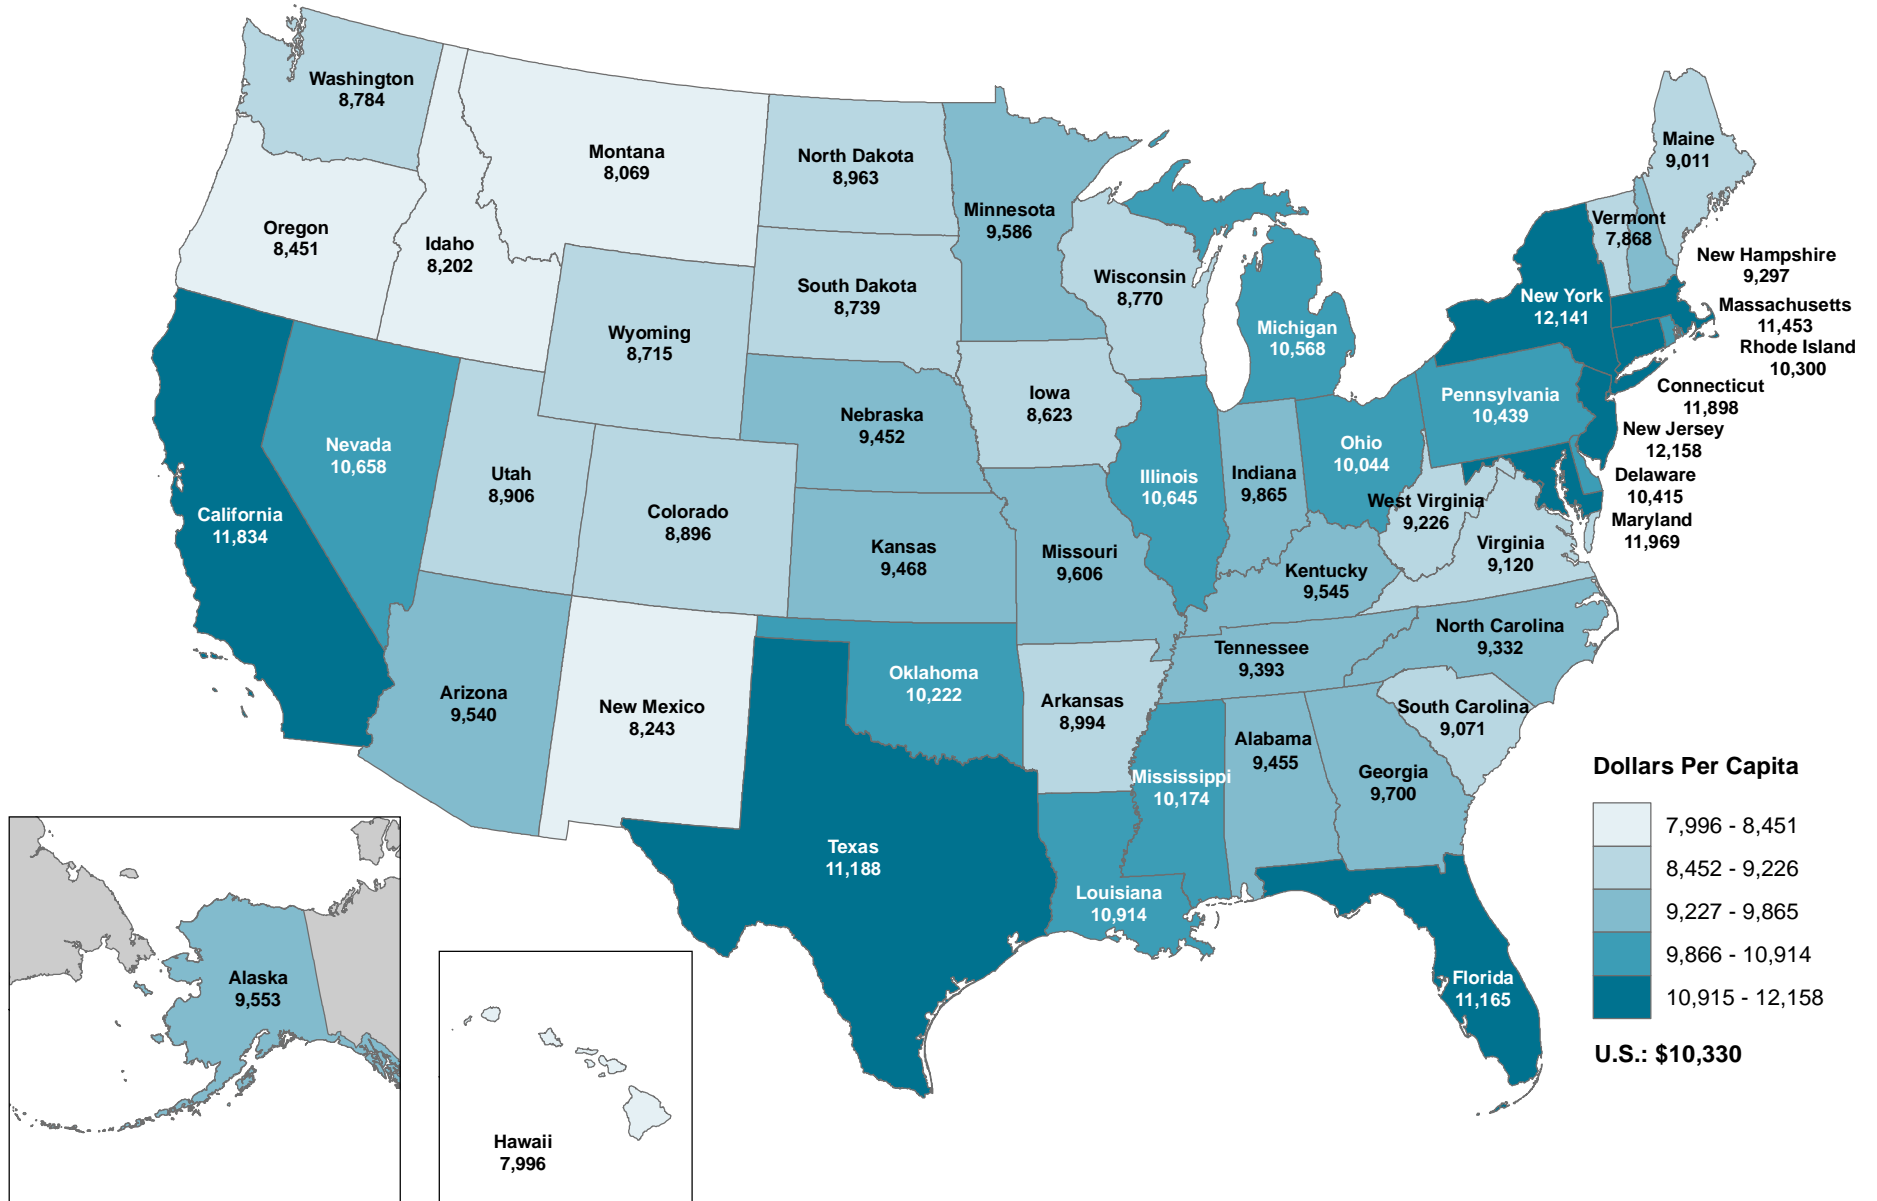 Washington
8,784
Montana
8,069
North Dakota
8,963
Minnesota
9,586
Maine
9,011
Oregon
8,451
Idaho
8,202
Vermont
7,868
New Hampshire
9,297
Wisconsin
8,770
South Dakota
8,739
New York
12,141
Massachusetts
11,453
Michigan
10,568
Rhode Island
10,300
Wyoming
8,715
Connecticut
11,898
Iowa
8,623
Pennsylvania
10,439
Nebraska
9,452
New Jersey
12,158
Nevada
10,658
Ohio
10,044
Utah
8,906
Illinois
10,645
Indiana
9,865
Delaware
10,415
West Virginia
9,226
California
11,834
Colorado
8,896
Maryland
11,969
Kansas
9,468
Missouri
9,606
Virginia
9,120
Kentucky
9,545
North Carolina
9,332
Tennessee
9,393
Oklahoma
10,222
Arizona
9,540
New Mexico
8,243
Arkansas
8,994
South Carolina
9,071
Alabama
9,455
Mississippi
10,174
Georgia
9,700
Texas
11,188
Louisiana
10,914
Florida
11,165
Alaska
9,553
Hawaii
7,996
Dollars Per Capita
7,996 - 8,451
8,452 - 9,226
9,227 - 9,865
9,866 - 10,914
10,915 - 12,158
U.S.: $10,330